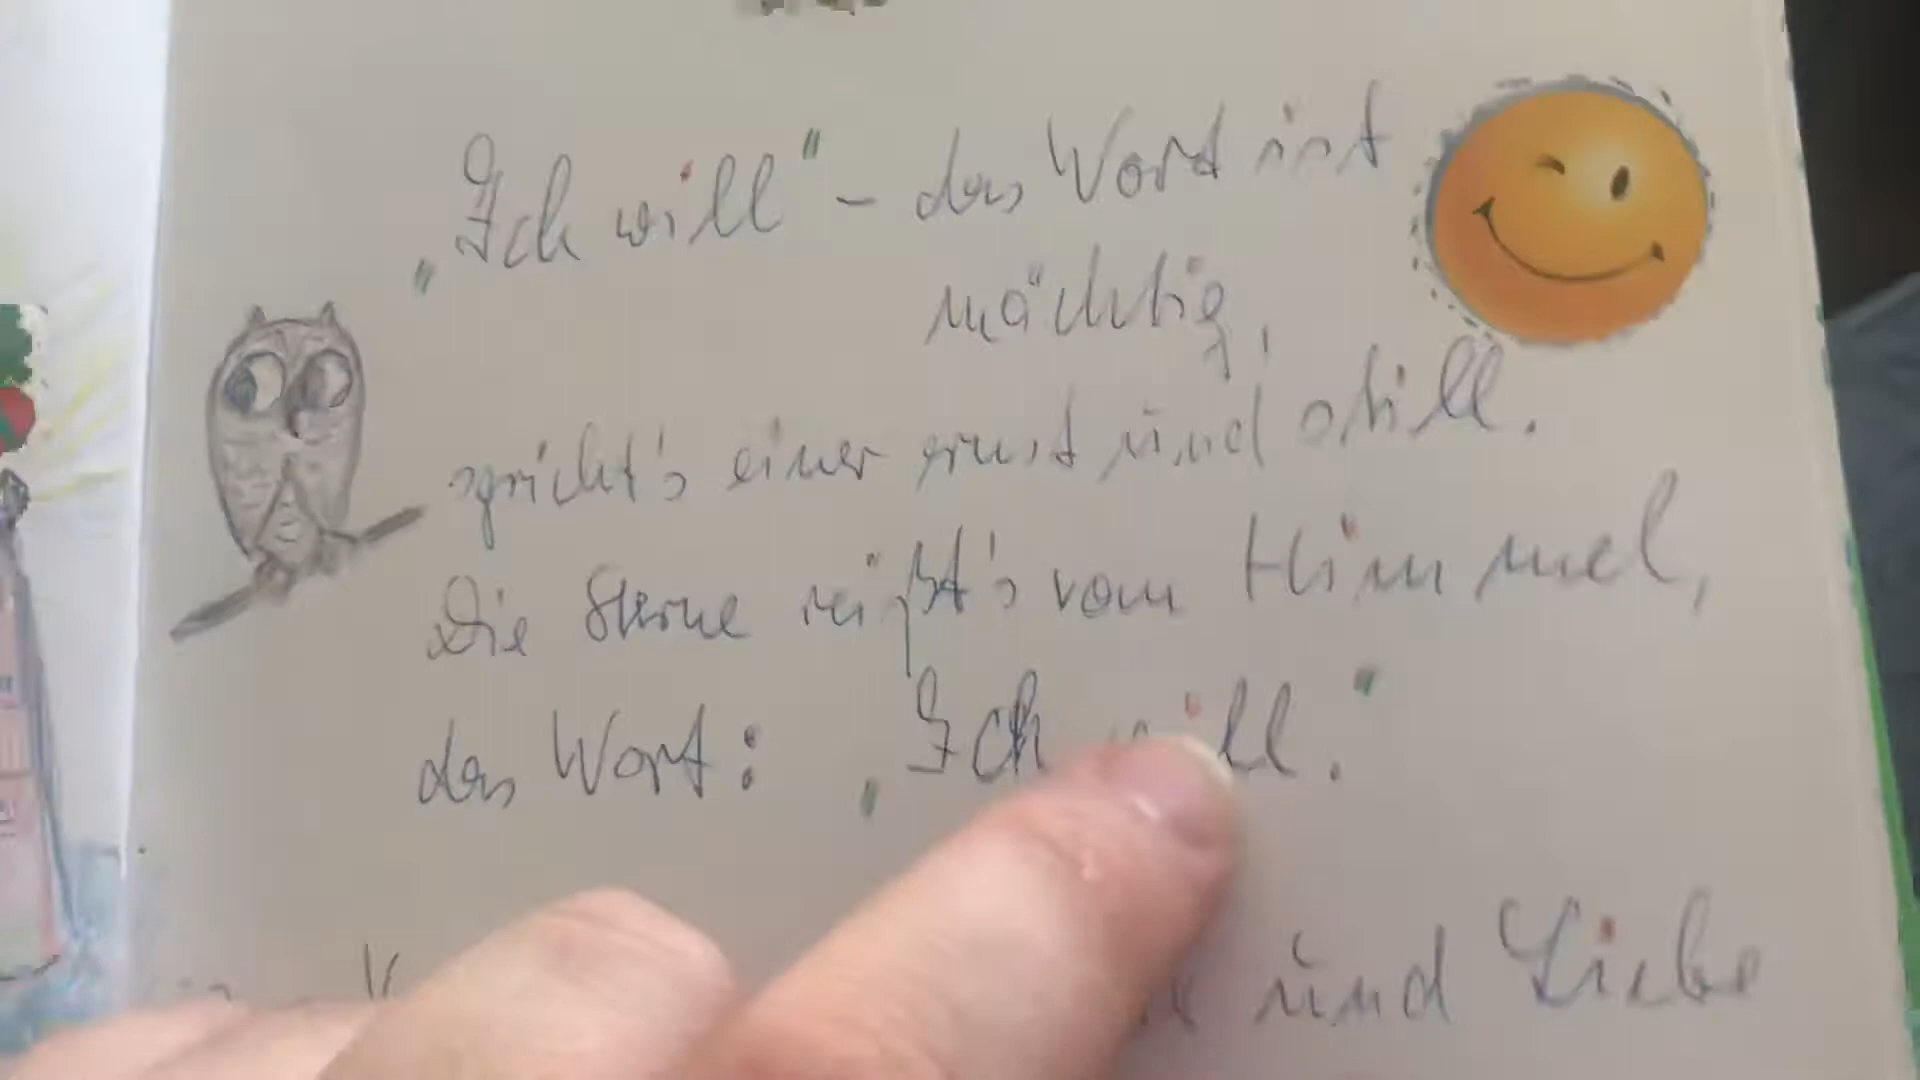 „Ich will" – das Wort ist
mächtig,
spricht's einer ernst und still.
Die Sterne reißt's vom Himmel,
das Wort: „Ich will."
und Liebe